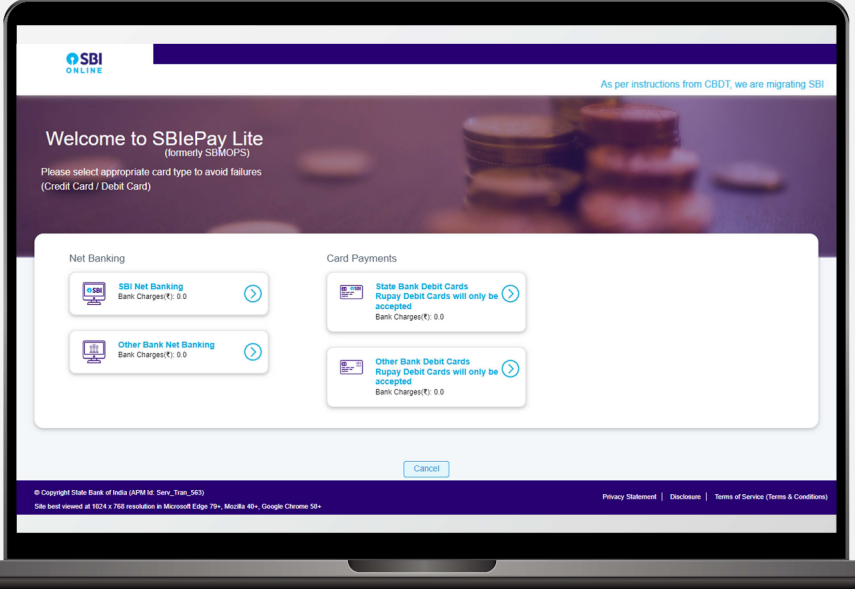 SBI
ONLINE
As per instructions from CBDT, we are migrating SBI
Welcome to SBIePay Lite
(formerly SBMOPS)
Please select appropriate card type to avoid failures
(Credit Card / Debit Card)
Net Banking
Card Payments
SBI
SBI Net Banking
Bank Charges(₹): 0.0
Other Bank Net Banking
Bank Charges(₹): 0.0
SBI
State Bank Debit Cards
Rupay Debit Cards will only be
accepted
Bank Charges(₹): 0.0
Other Bank Debit Cards
Rupay Debit Cards will only be
accepted
Bank Charges(₹): 0.0
Cancel
© Copyright State Bank of India (APM Id: Serv_Tran_563)
Site best viewed at 1024 x 768 resolution in Microsoft Edge 79+, Mozilla 40+, Google Chrome 50+
Privacy Statement | Disclosure | Terms of Service (Terms & Conditions)